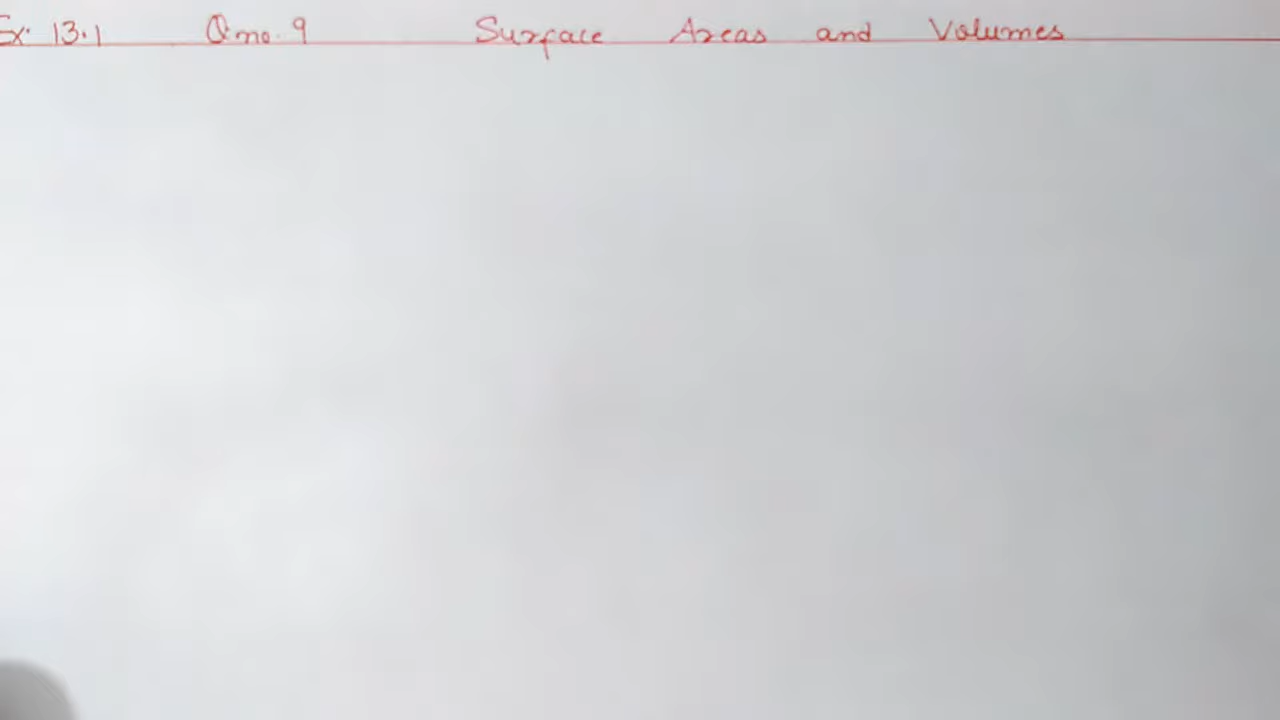 Ex. 13.1 Q.no. 9 Surface Areas and Volumes